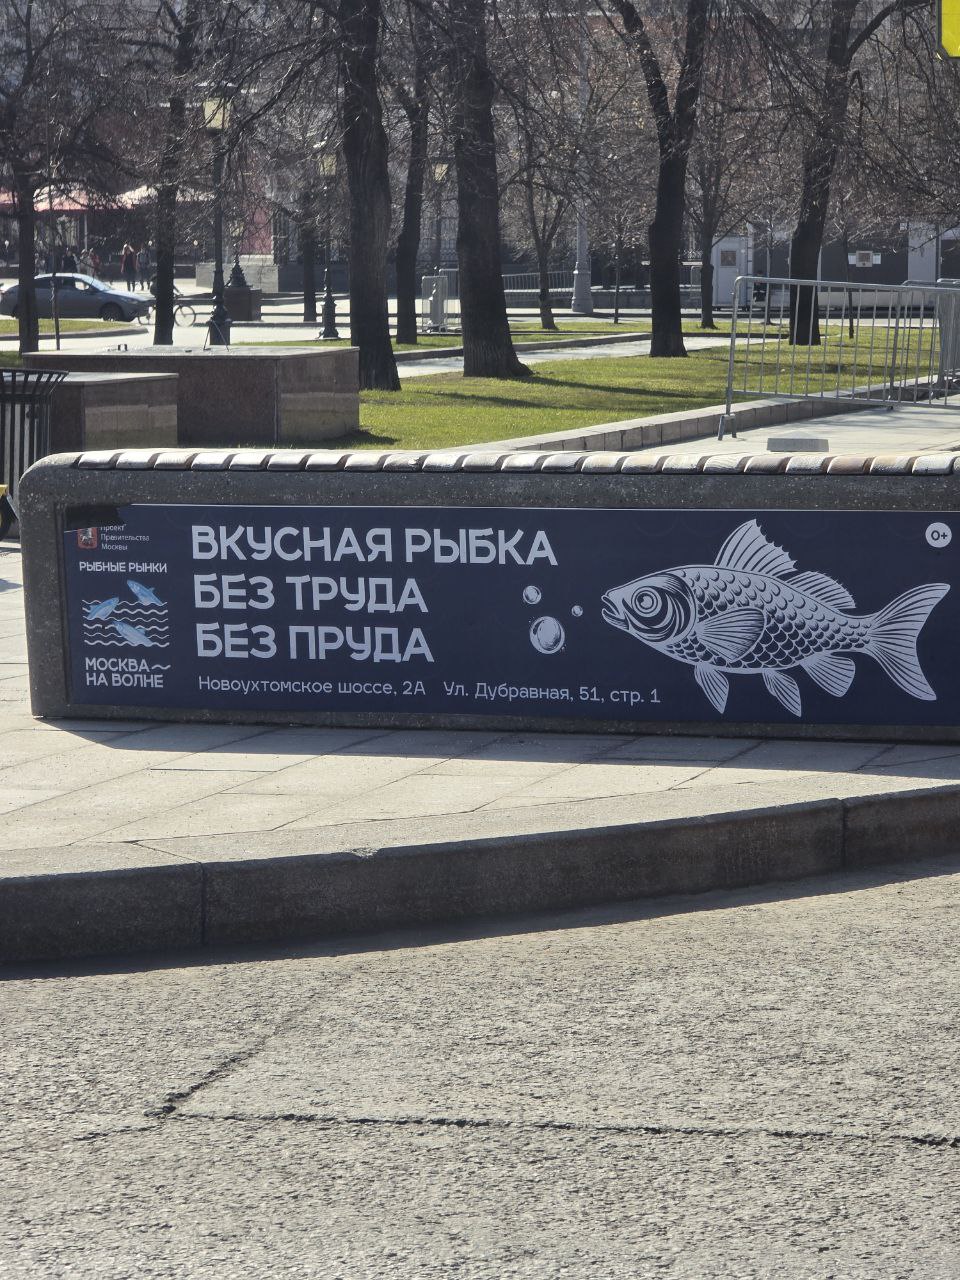 Проект
Правительства
Москвы
РЫБНЫЕ РЫНКИ
МОСКВА
НА ВОЛНЕ
ВКУСНАЯ РЫБКА
БЕЗ ТРУДА
БЕЗ ПРУДА
Новоухтомское шоссе, 2А Ул. Дубравная, 51, стр. 1
0+